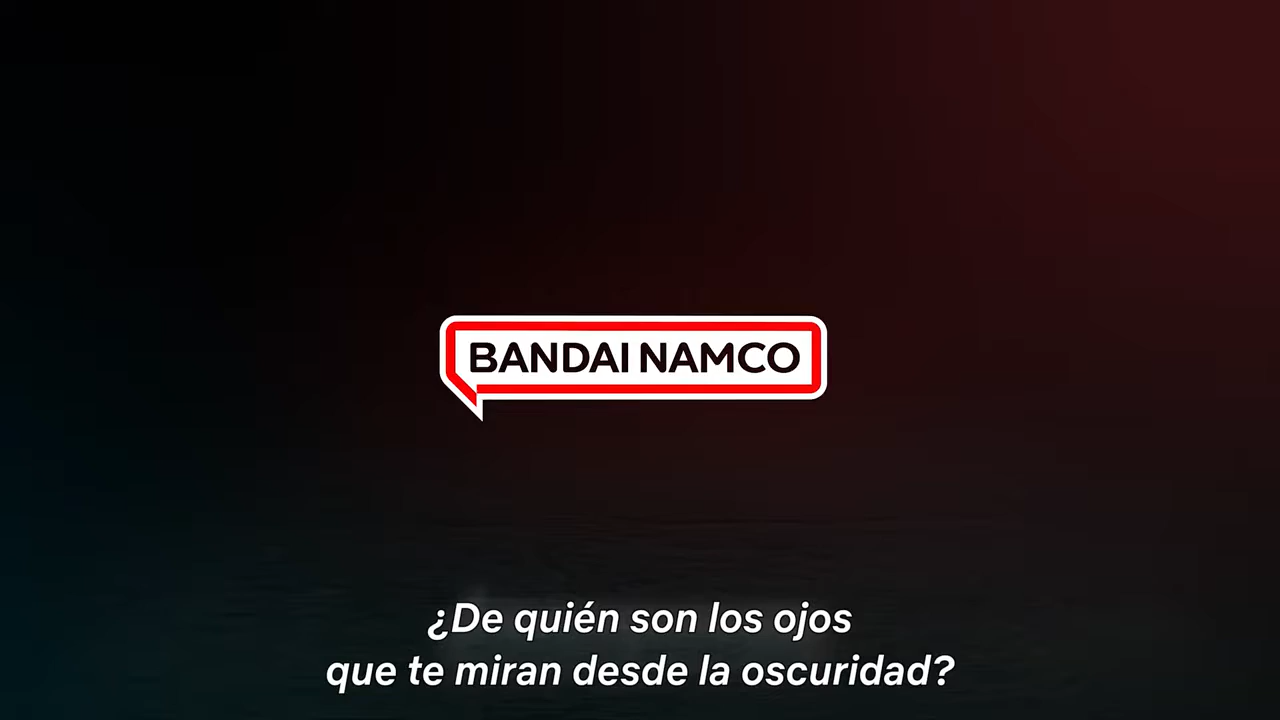 BANDAI NAMCO
¿De quién son los ojos
que te miran desde la oscuridad?